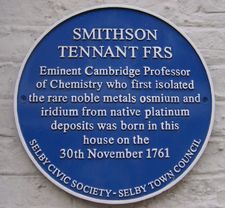 SMITHSON
TENNANT FRS
Eminent Cambridge Professor
of Chemistry who first isolated
the rare noble metals osmium and
iridium from native platinum
deposits was born in this
house on the
30th November 1761
SELBY CIVIC SOCIETY - SELBY TOWN COUNCIL